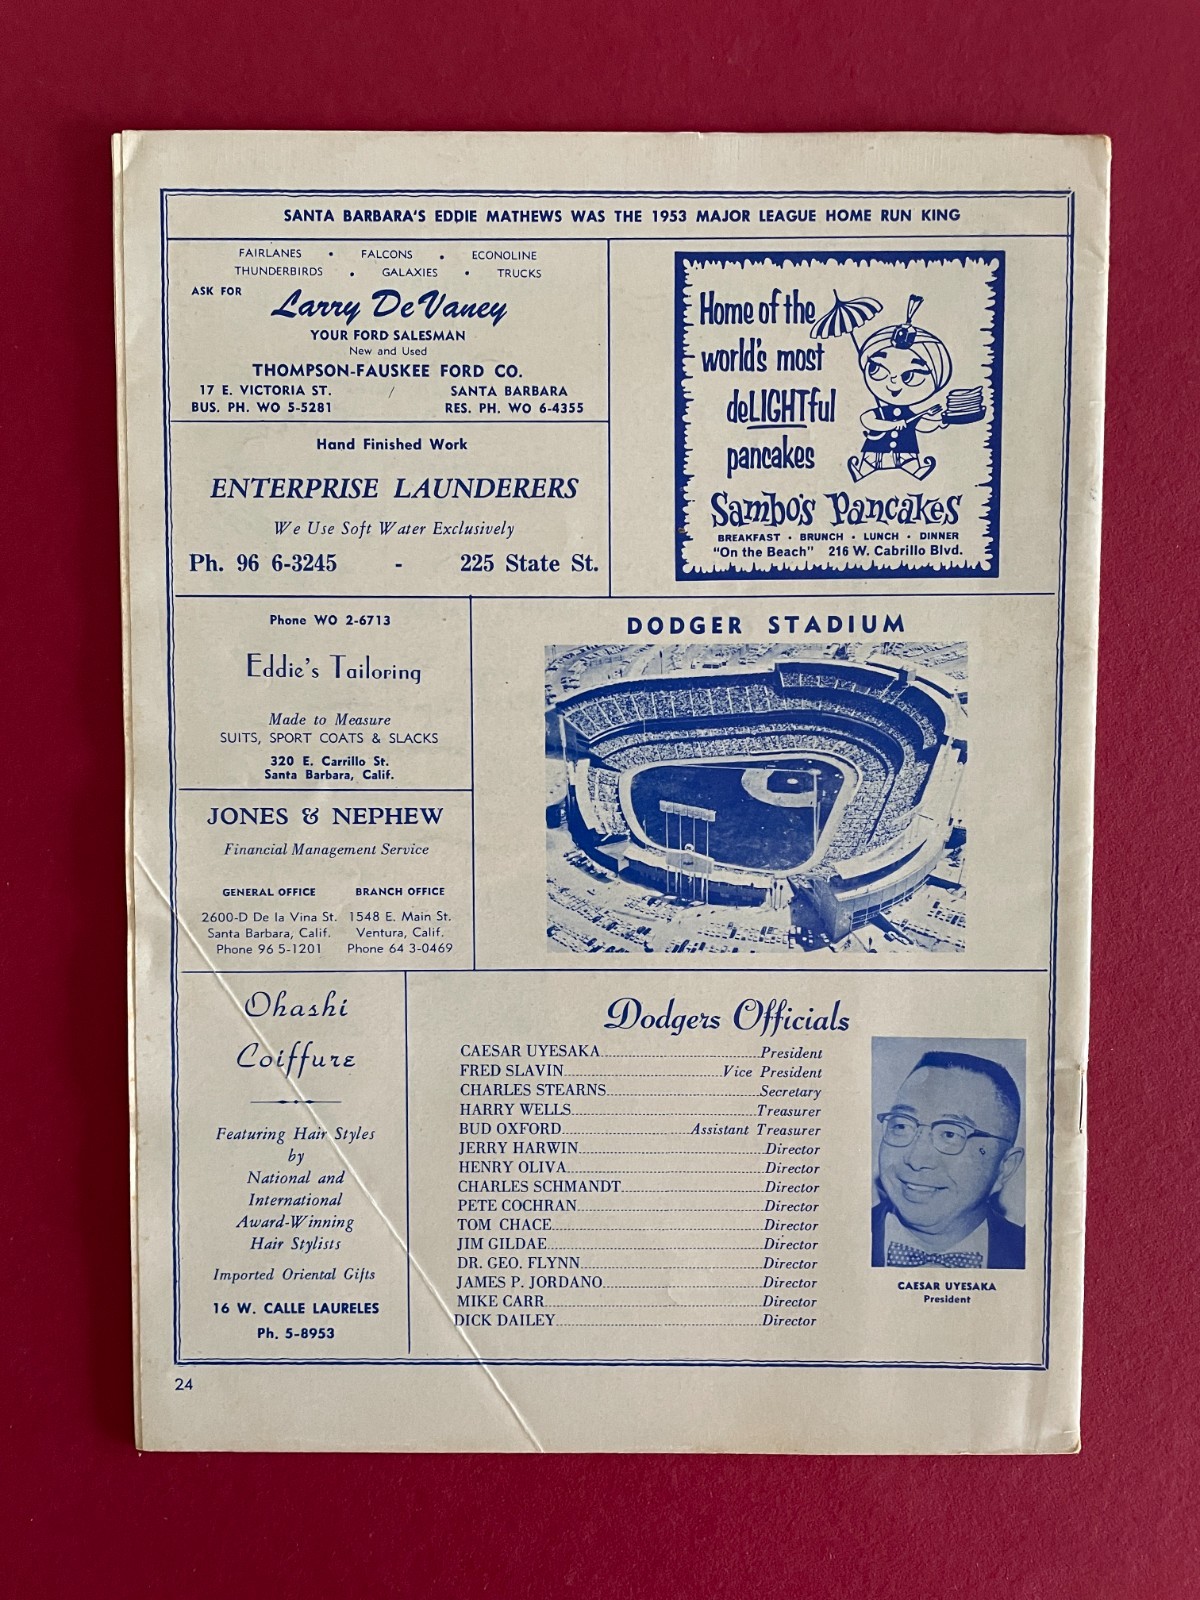 SANTA BARBARA'S EDDIE MATHEWS WAS THE 1953 MAJOR LEAGUE HOME RUN KING
FAIRLANES • FALCONS • ECONOLINE
THUNDERBIRDS • GALAXIES • TRUCKS
ASK FOR
Larry DeVaney
YOUR FORD SALESMAN
New and Used
THOMPSON-FAUSKEE FORD CO.
17 E. VICTORIA ST. / SANTA BARBARA
BUS. PH. WO 5-5281 RES. PH. WO 6-4355
Hand Finished Work
ENTERPRISE LAUNDERERS
We Use Soft Water Exclusively
Ph. 96 6-3245 - 225 State St.
Home of the
world's most
deLIGHTful
pancakes
Sambo's Pancakes
BREAKFAST • BRUNCH • LUNCH • DINNER
"On the Beach" 216 W. Cabrillo Blvd.
Phone WO 2-6713
Eddie's Tailoring
Made to Measure
SUITS, SPORT COATS & SLACKS
320 E. Carrillo St.
Santa Barbara, Calif.
JONES & NEPHEW
Financial Management Service
GENERAL OFFICE BRANCH OFFICE
2600-D De la Vina St. 1548 E. Main St.
Santa Barbara, Calif. Ventura, Calif.
Phone 96 5-1201 Phone 64 3-0469
DODGER STADIUM
Ohashi
Coiffure
Featuring Hair Styles
by
National and
International
Award-Winning
Hair Stylists
Imported Oriental Gifts
16 W. CALLE LAURELES
Ph. 5-8953
Dodgers Officials
CAESAR UYESAKA President
FRED SLAVIN Vice President
CHARLES STEARNS Secretary
HARRY WELLS Treasurer
BUD OXFORD Assistant Treasurer
JERRY HARWIN Director
HENRY OLIVA Director
CHARLES SCHMANDT Director
PETE COCHRAN Director
TOM CHACE Director
JIM GILDAE Director
DR. GEO. FLYNN Director
JAMES P. JORDANO Director
MIKE CARR Director
DICK DAILEY Director
CAESAR UYESAKA
President
24